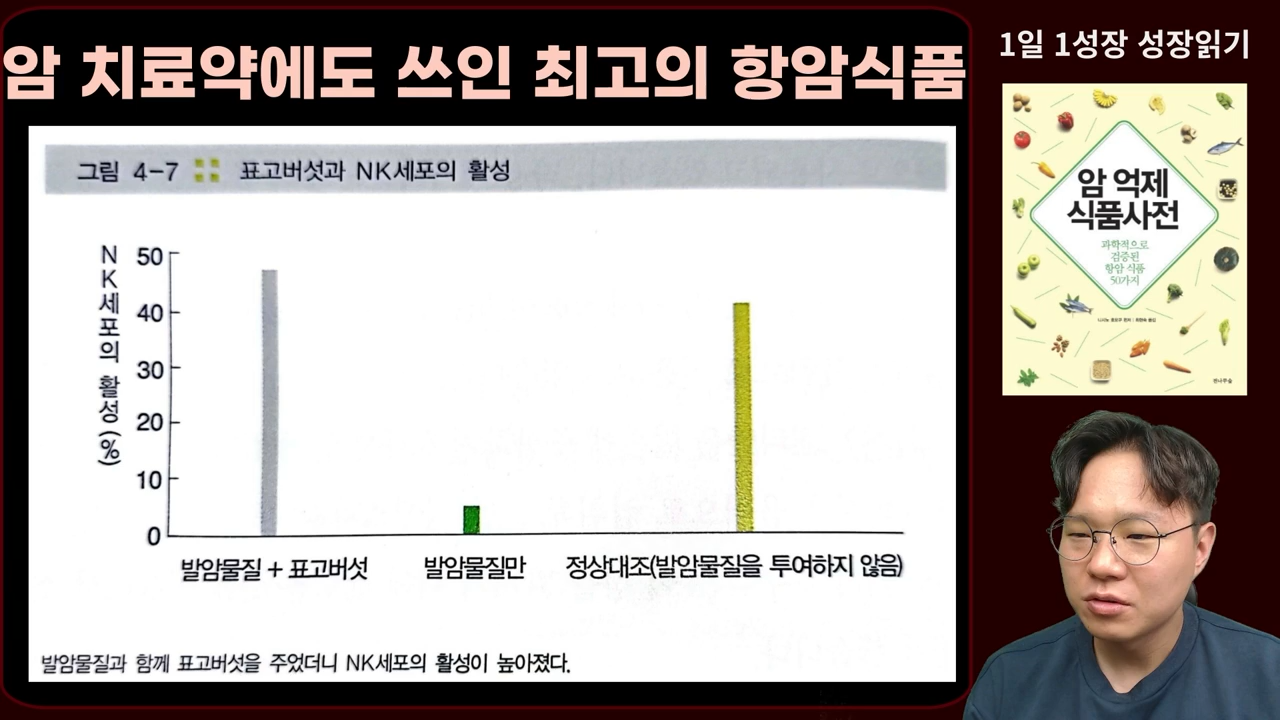 암 치료약에도 쓰인 최고의 항암식품
1일 1성장 성장읽기
그림 4-7 표고버섯과 NK세포의 활성
NK세포의 활성(%)
50
40
30
20
10
0
발암물질 + 표고버섯
발암물질만
정상대조(발암물질을 투여하지 않음)
발암물질과 함께 표고버섯을 주었더니 NK세포의 활성이 높아졌다.
암 억제
식품사전
과학적으로
검증된
항암 식품
50가지